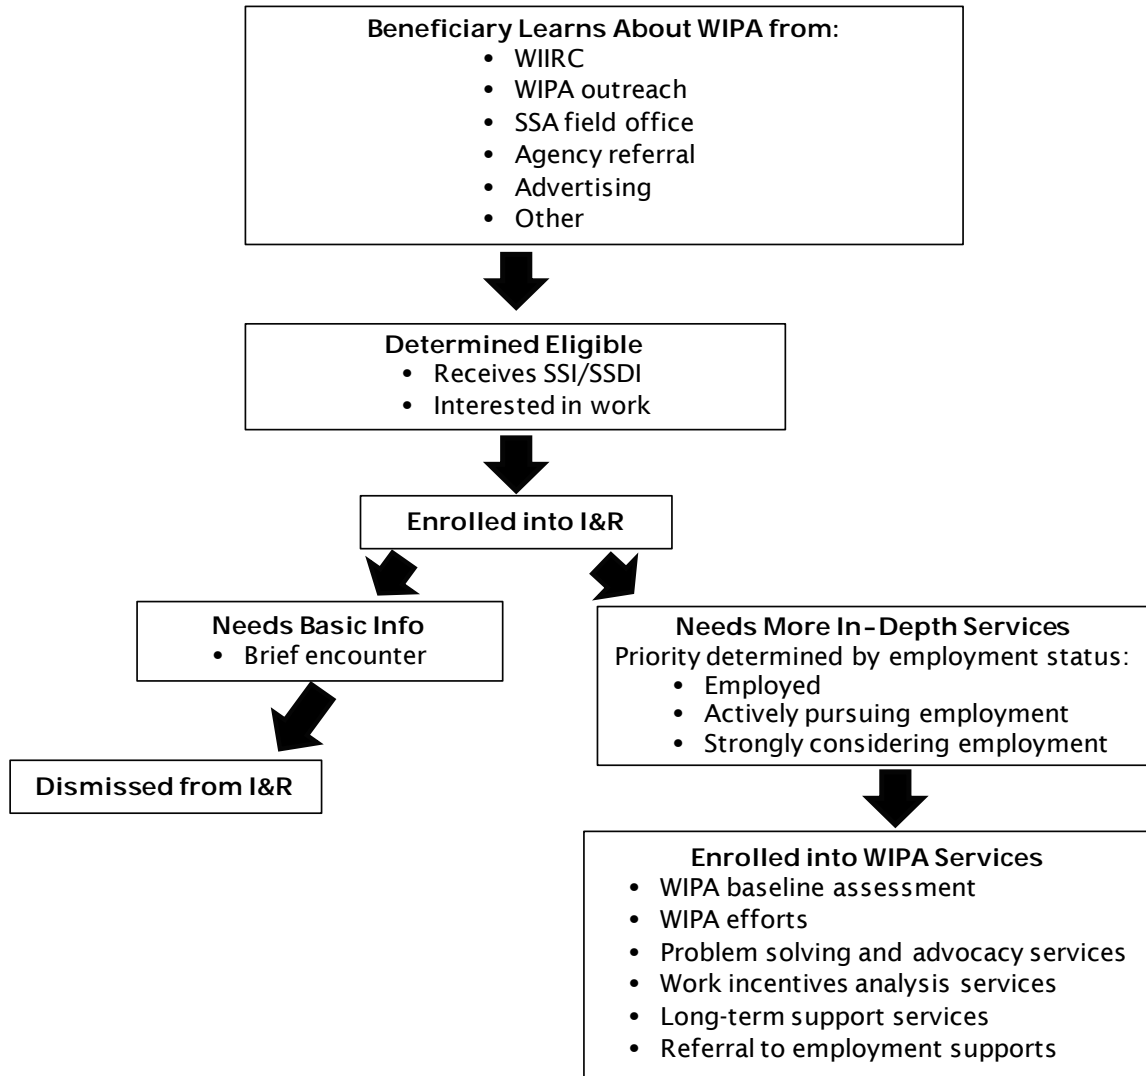 Beneficiary Learns About WIPA from:
• WIIRC
• WIPA outreach
• SSA field office
• Agency referral
• Advertising
• Other
Determined Eligible
• Receives SSI/SSDI
• Interested in work
Enrolled into I&R
Needs Basic Info
• Brief encounter
Dismissed from I&R
Needs More In-Depth Services
Priority determined by employment status:
• Employed
• Actively pursuing employment
• Strongly considering employment
Enrolled into WIPA Services
• WIPA baseline assessment
• WIPA efforts
• Problem solving and advocacy services
• Work incentives analysis services
• Long-term support services
• Referral to employment supports